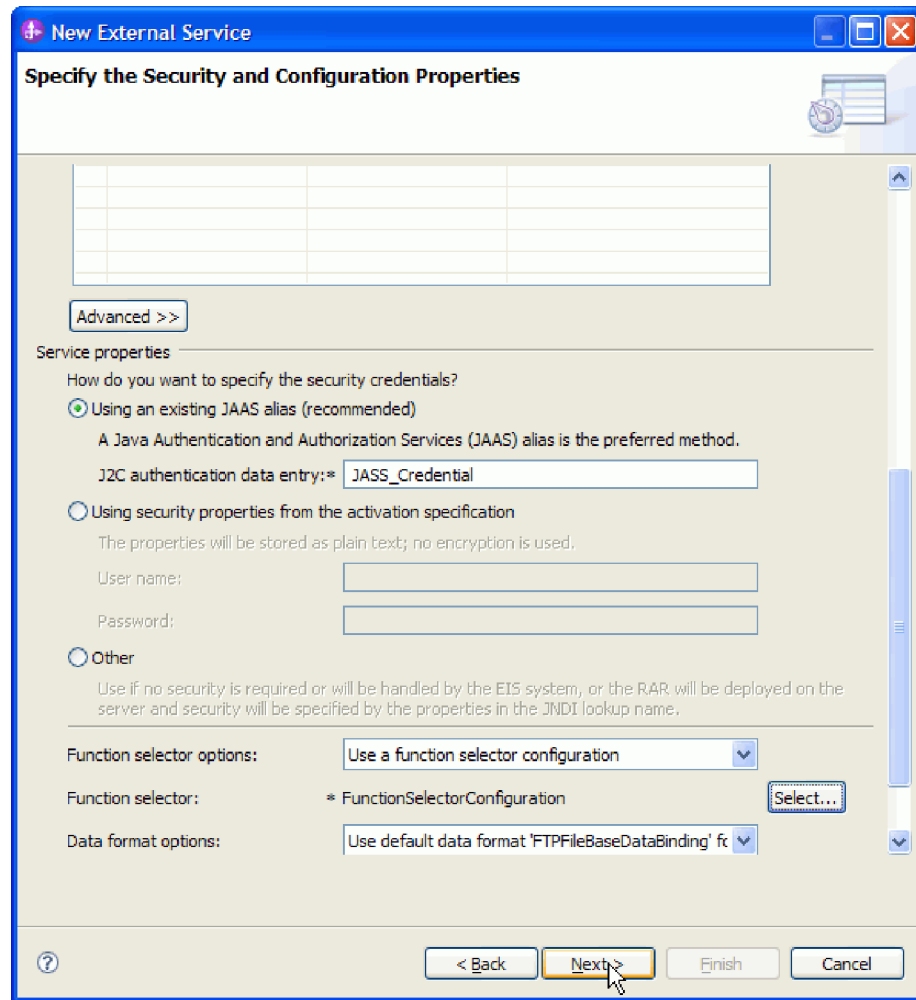 New External Service
Specify the Security and Configuration Properties
Advanced >>
Service properties
How do you want to specify the security credentials?
Using an existing JAAS alias (recommended)
A Java Authentication and Authorization Services (JAAS) alias is the preferred method.
J2C authentication data entry:* JASS_Credential
Using security properties from the activation specification
The properties will be stored as plain text; no encryption is used.
User name:
Password:
Other
Use if no security is required or will be handled by the EIS system, or the RAR will be deployed on the
server and security will be specified by the properties in the JNDI lookup name.
Function selector options: Use a function selector configuration
Function selector: * FunctionSelectorConfiguration Select...
Data format options: Use default data format 'FTPFileBaseDataBinding' fo
? < Back Next > Finish Cancel